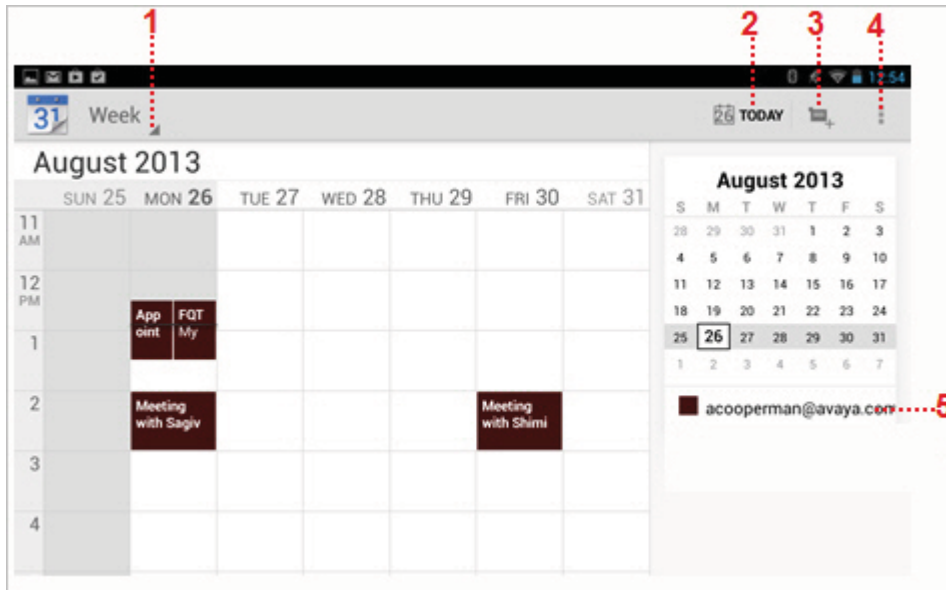 1 2 3 4
12:54
31 Week 26 TODAY
August 2013
SUN 25 MON 26 TUE 27 WED 28 THU 29 FRI 30 SAT 31
11
AM
12
PM
App
oint
FQT
My
1
2
Meeting
with Sagiv
Meeting
with Shimi
3
4
August 2013
S M T W T F S
28 29 30 31 1 2 3
4 5 6 7 8 9 10
11 12 13 14 15 16 17
18 19 20 21 22 23 24
25 26 27 28 29 30 31
1 2 3 4 5 6 7
acooperman@avaya.com 5